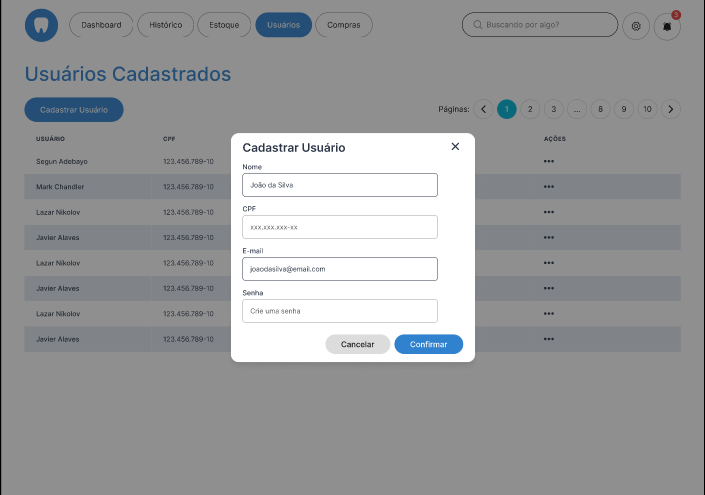 Dashboard Histórico Estoque Usuários Compras Buscando por algo? 3
Usuários Cadastrados
Cadastrar Usuário Páginas: 1 2 3 ... 8 9 10
USUÁRIO CPF AÇÕES
Segun Adebayo 123.456.789-10
Mark Chandler 123.456.789-10
Lazar Nikolov 123.456.789-10
Javier Alaves 123.456.789-10
Lazar Nikolov 123.456.789-10
Javier Alaves 123.456.789-10
Lazar Nikolov 123.456.789-10
Javier Alaves 123.456.789-10
Cadastrar Usuário
Nome
João da Silva
CPF
xxx.xxx.xxx-xx
E-mail
joaodasilva@email.com
Senha
Crie uma senha
Cancelar Confirmar